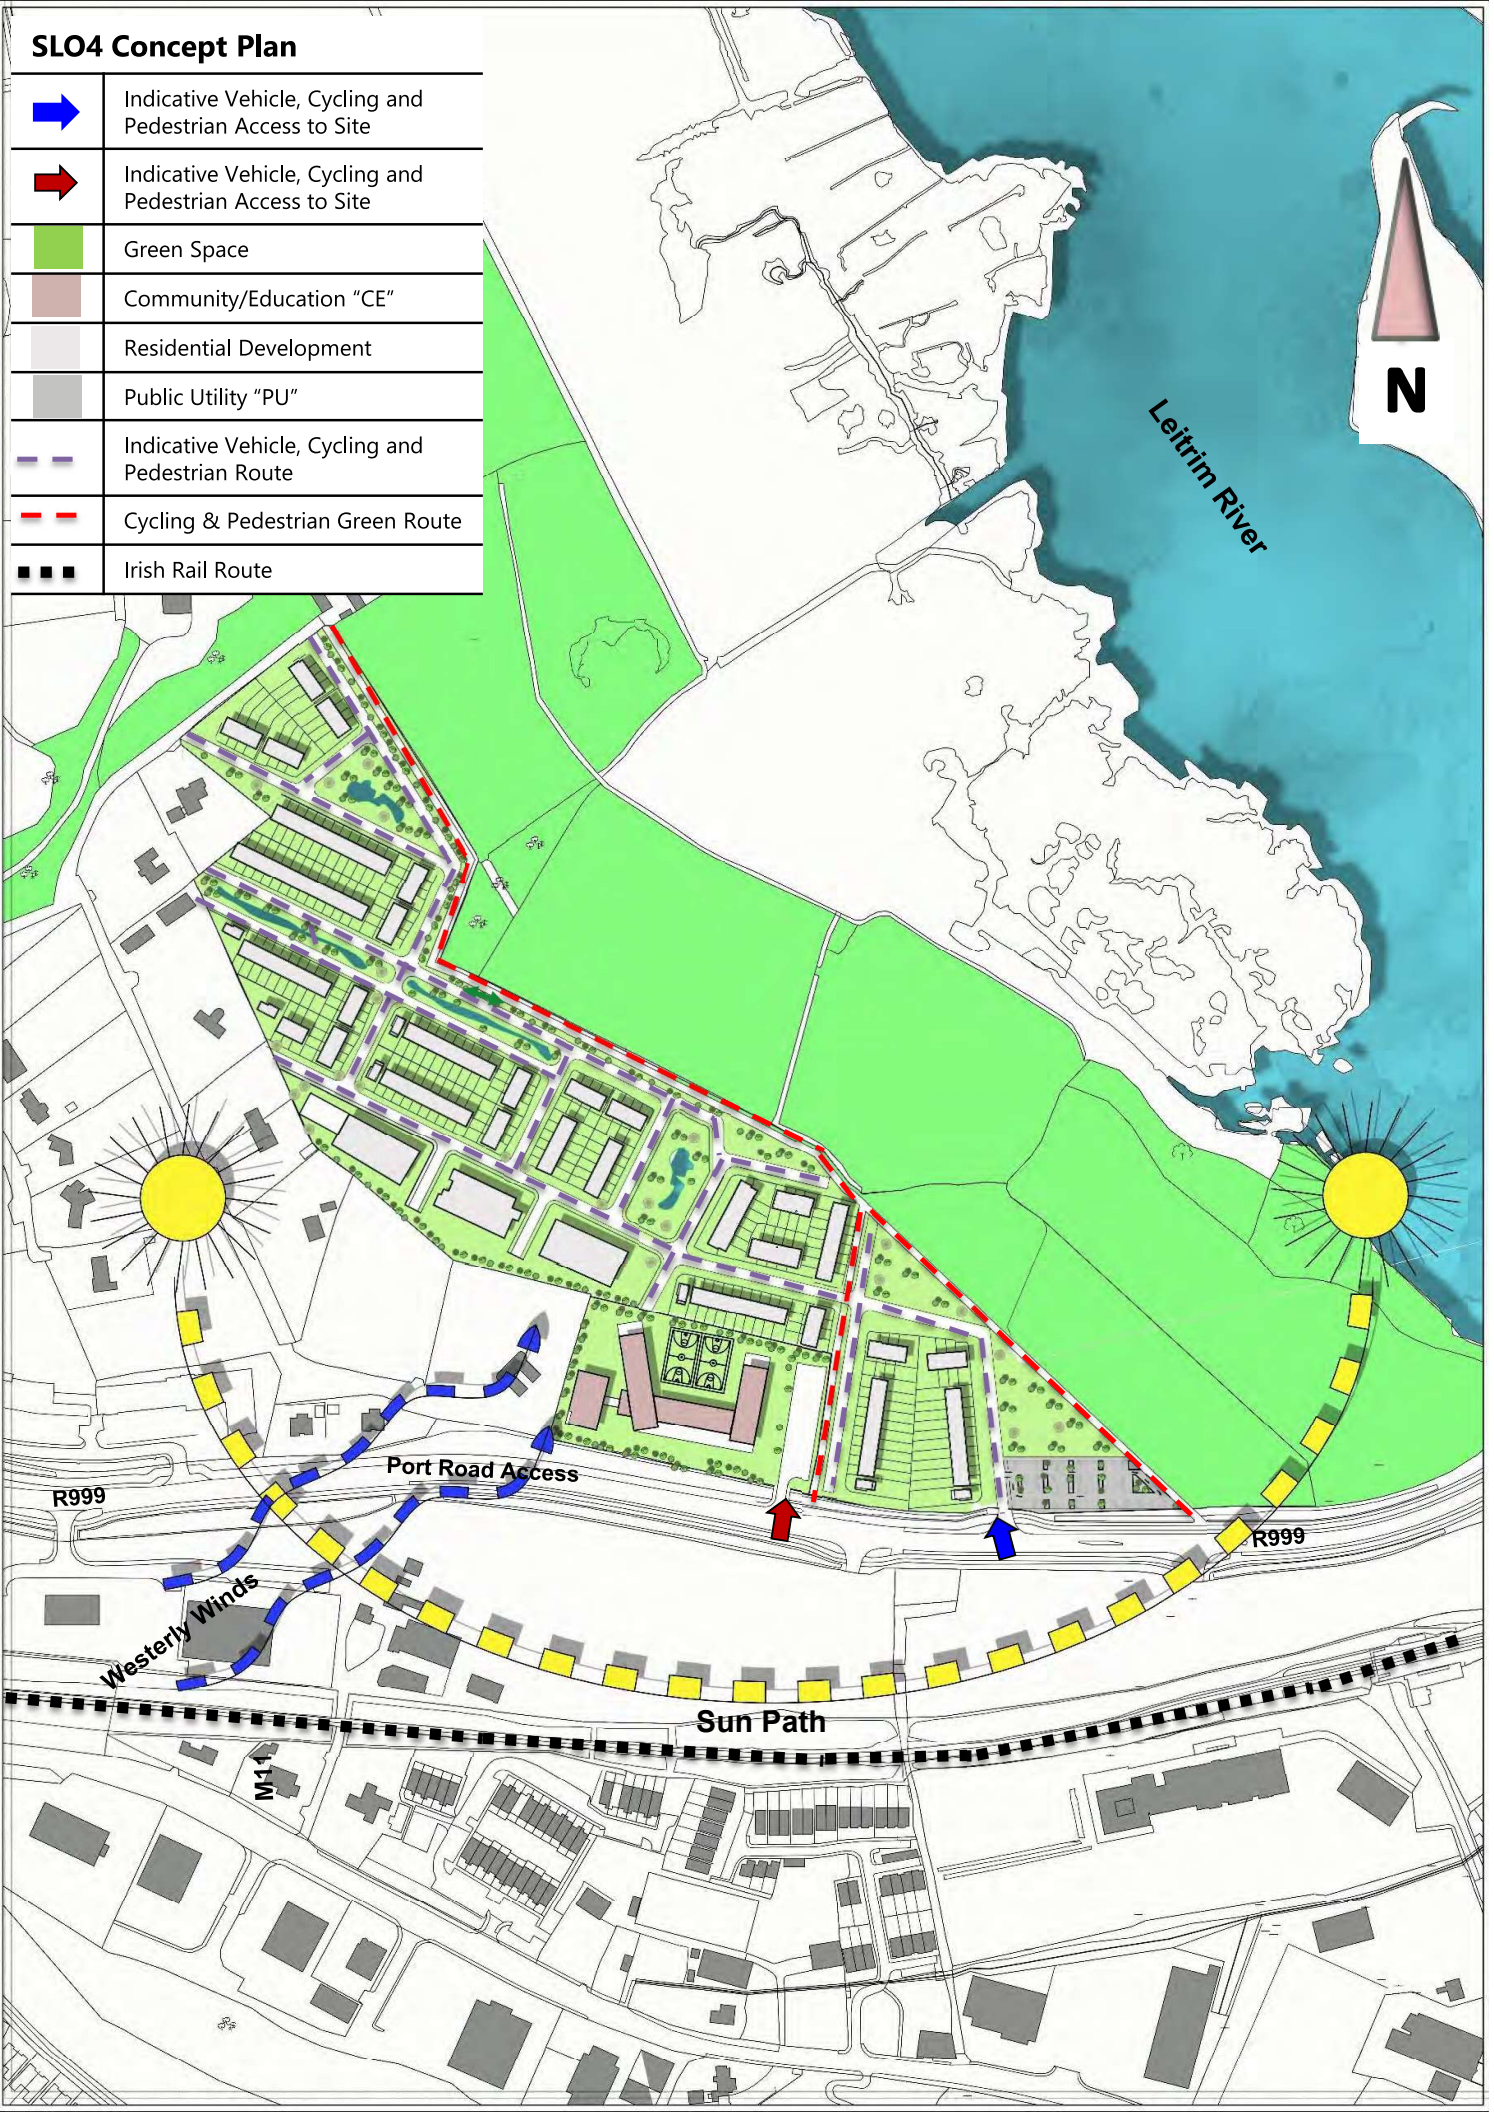 SLO4 Concept Plan
Indicative Vehicle, Cycling and
Pedestrian Access to Site
Indicative Vehicle, Cycling and
Pedestrian Access to Site
Green Space
Community/Education “CE”
Residential Development
Public Utility “PU”
Indicative Vehicle, Cycling and
Pedestrian Route
Cycling & Pedestrian Green Route
Irish Rail Route
N
Leitrim River
Port Road Access
R999
R999
Westerly Winds
Sun Path
M11